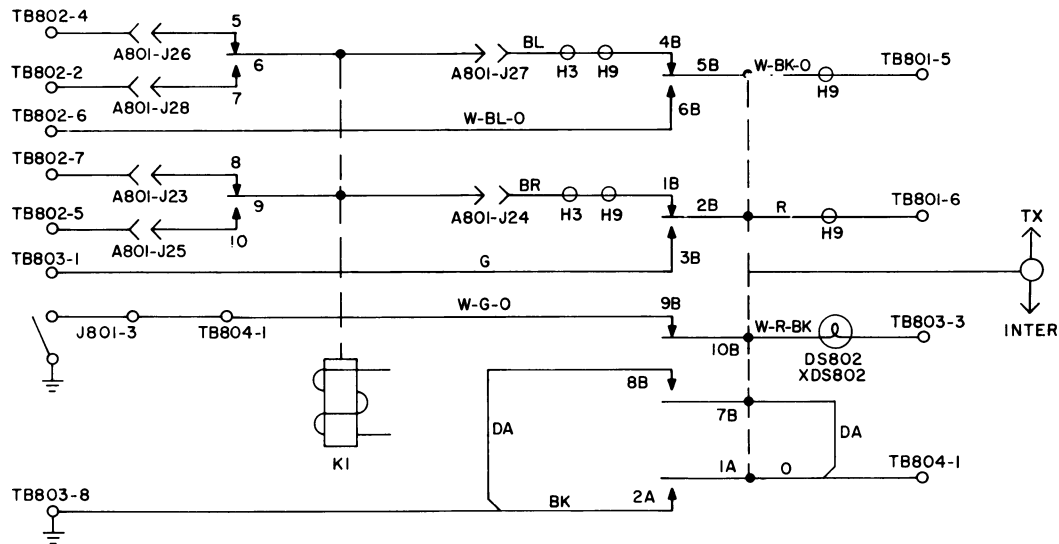 TB802-4
5
A801-J26
BL
4B
TB802-2
6
A801-J27
H3
H9
5B
W-BK-O
TB801-5
7
A801-J28
H9
TB802-6
W-BL-O
6B
TB802-7
8
BR
1B
A801-J23
9
A801-J24
H3
H9
2B
R
TB801-6
TB802-5
10
A801-J25
H9
TX
TB803-1
G
3B
W-G-O
9B
J801-3
TB804-1
W-R-BK
TB803-3
INTER
10B
DS802
XDS802
8B
7B
DA
DA
K1
1A
O
TB804-1
TB803-8
BK
2A